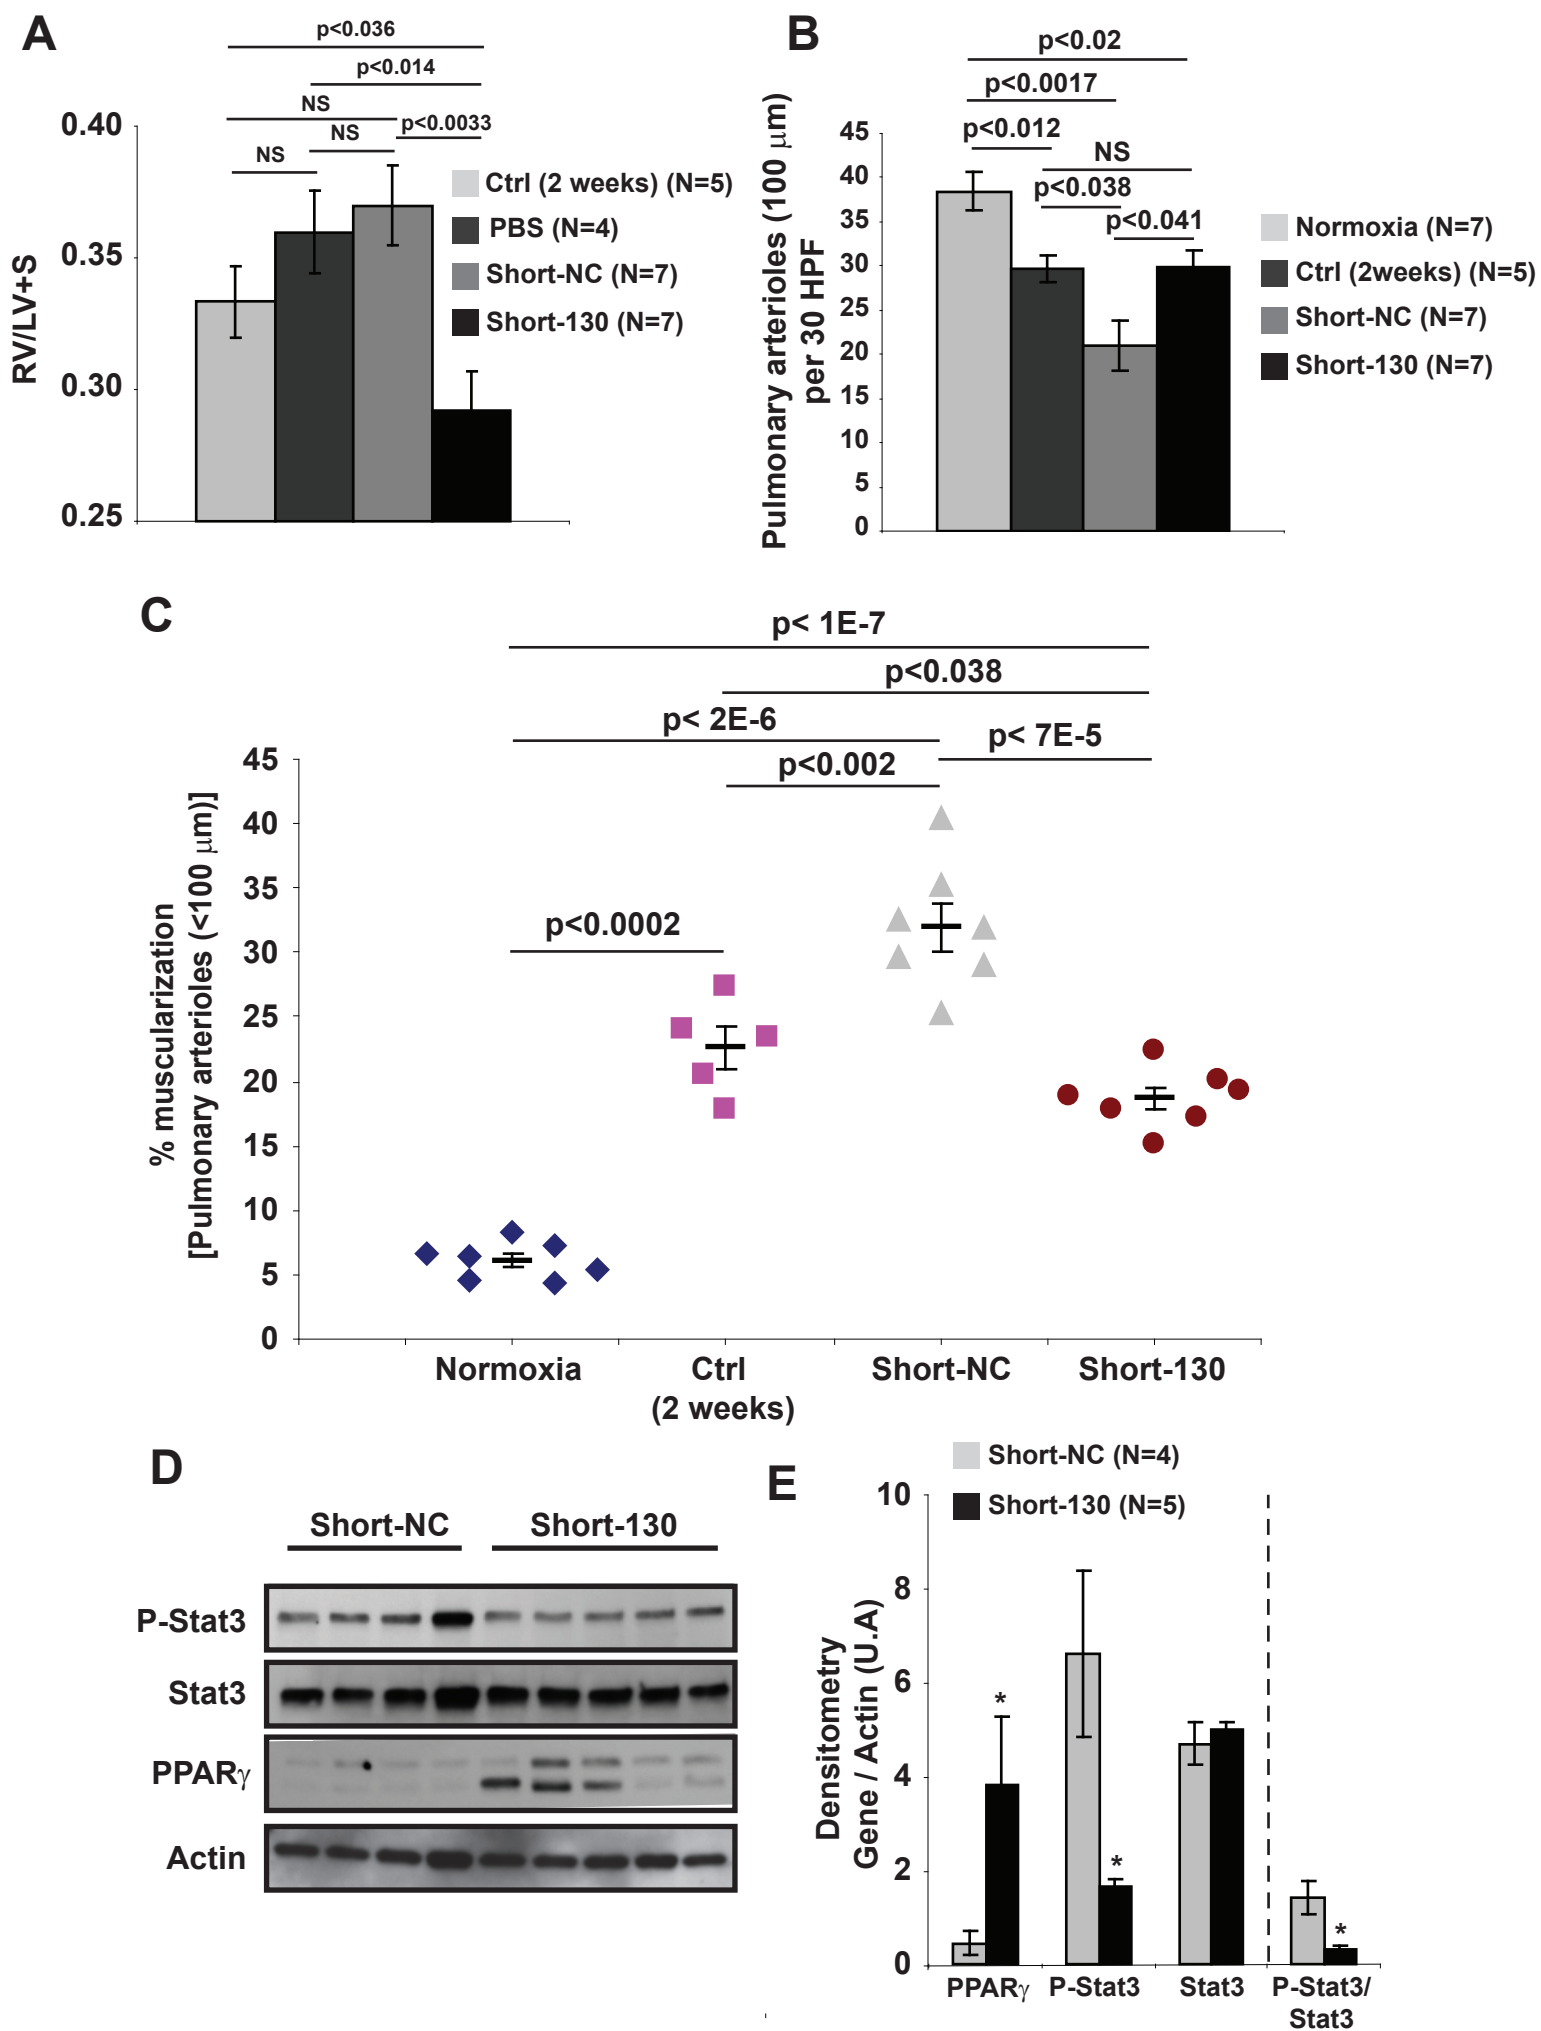 A
p<0.036
p<0.014
NS
NS
p<0.0033
NS
0.40
0.35
0.30
0.25
RV/LV+S
Ctrl (2 weeks) (N=5)
PBS (N=4)
Short-NC (N=7)
Short-130 (N=7)
B
p<0.02
p<0.0017
p<0.012
NS
p<0.038
p<0.041
45
40
35
30
25
20
15
10
5
0
Pulmonary arterioles (100 μm)
per 30 HPF
Normoxia (N=7)
Ctrl (2weeks) (N=5)
Short-NC (N=7)
Short-130 (N=7)
C
p< 1E-7
p<0.038
p< 2E-6
p< 7E-5
p<0.002
p<0.0002
45
40
35
30
25
20
15
10
5
0
% muscularization
[Pulmonary arterioles (<100 μm)]
Normoxia
Ctrl
(2 weeks)
Short-NC
Short-130
D
Short-NC
Short-130
P-Stat3
Stat3
PPARγ
Actin
E
Short-NC (N=4)
Short-130 (N=5)
10
8
6
4
2
0
Densitometry
Gene / Actin (U.A)
*
*
*
PPARγ
P-Stat3
Stat3
P-Stat3/
Stat3